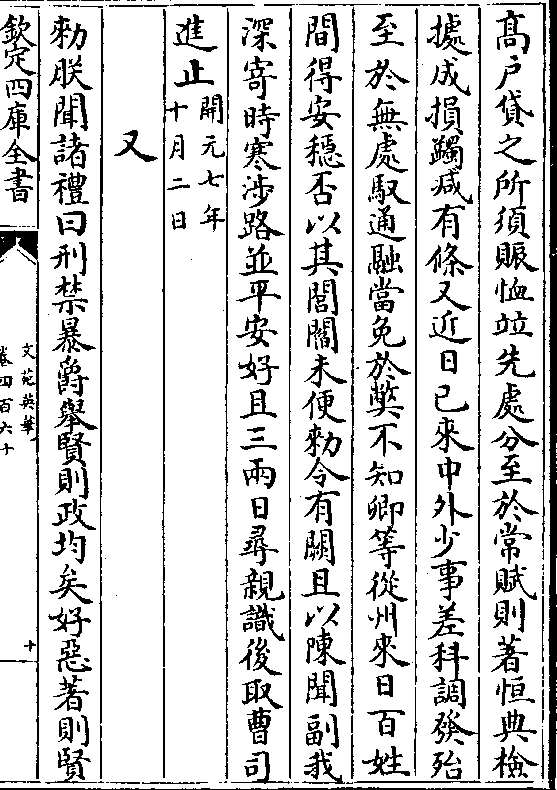 高戶貸之所須賑恤竝先處分至於常賦則著恒典檢
據成損蠲減有條又近日已來中外少事差科調發殆
至於無處馭通融當免於弊不知卿等從州來日百姓
間得安穩否以其閭閻未便勅令有闕且以陳聞副我
深寄時寒涉路並平安好且三兩日尋親識後取曹司
進止開元七年十月二日
又
勅朕聞諸禮曰刑禁暴爵舉賢則政均矣好惡著則賢
欽定四庫全書
文苑英華
卷四百六十
十